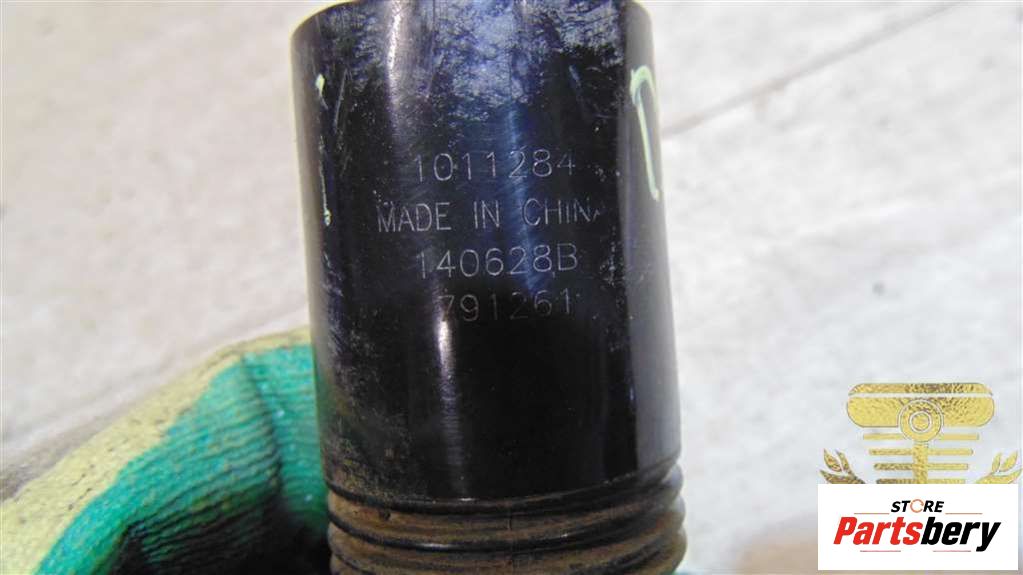 1011284
MADE IN CHINA
140628B
791261
STORE
Partsbery